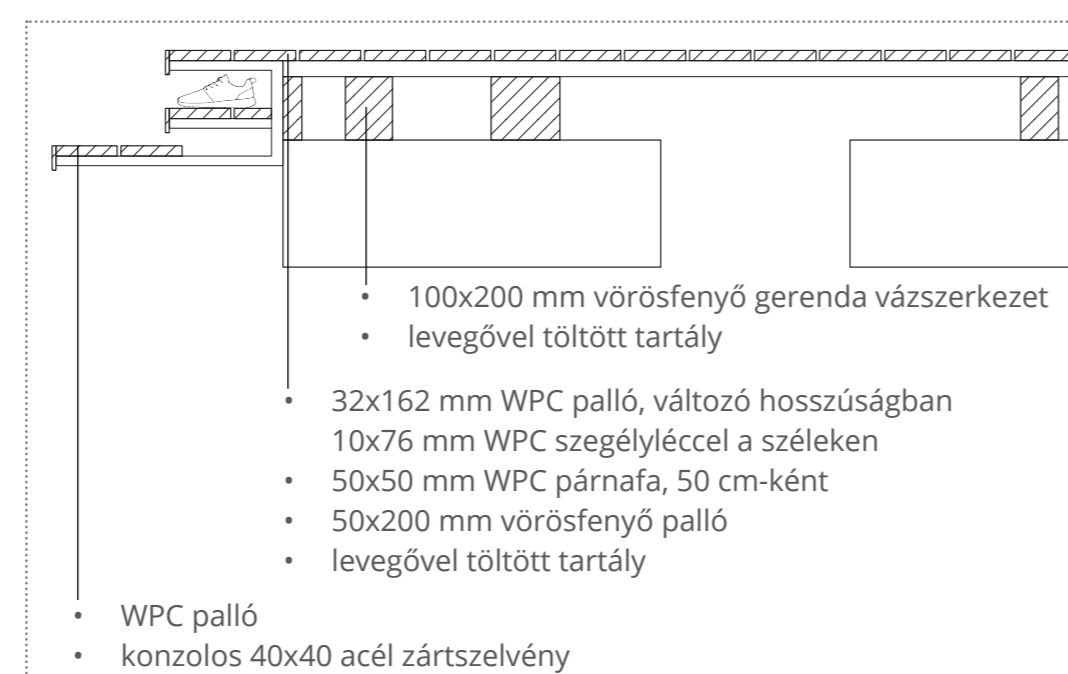 • 100x200 mm vörösfenyő gerenda vázszerkezet
• levegővel töltött tartály
• 32x162 mm WPC palló, változó hosszúságban
10x76 mm WPC szegélyléccel a széleken
• 50x50 mm WPC párnafa, 50 cm-ként
• 50x200 mm vörösfenyő palló
• levegővel töltött tartály
• WPC palló
• konzolos 40x40 acél zártszelvény